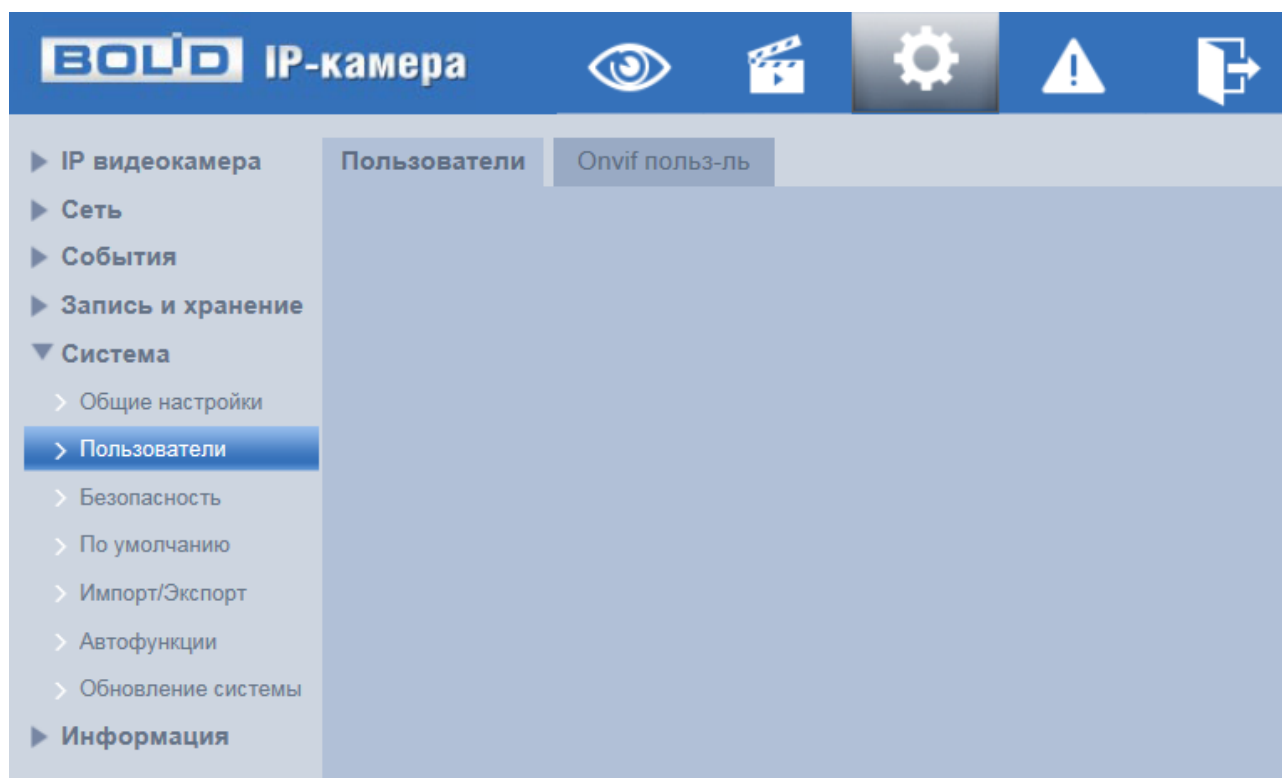 BOLID IP-камера
IP видеокамера
Сеть
События
Запись и хранение
Система
Общие настройки
Пользователи
Безопасность
По умолчанию
Импорт/Экспорт
Автофункции
Обновление системы
Информация
Пользователи
Onvif польз-ль